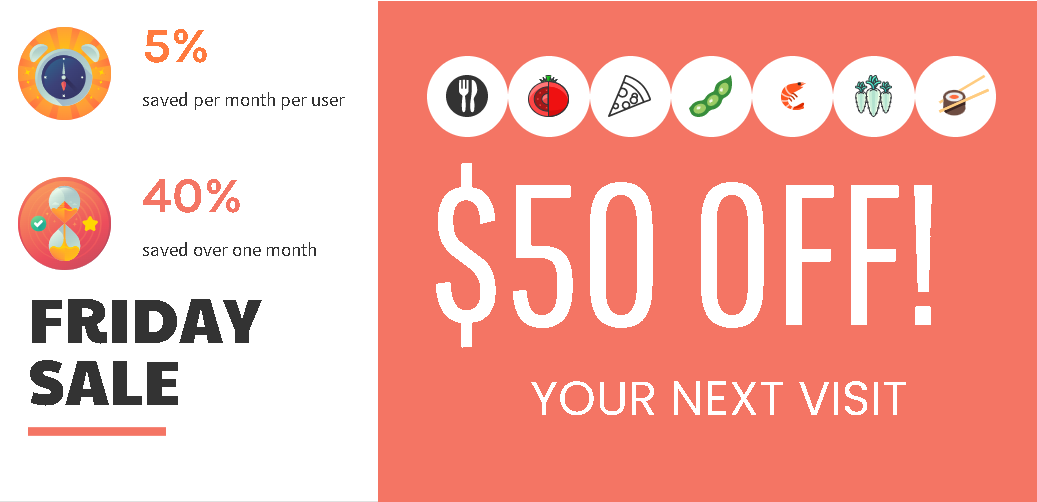 5%
saved per month per user
40%
saved over one month
FRIDAY
SALE
$50 OFF!
YOUR NEXT VISIT